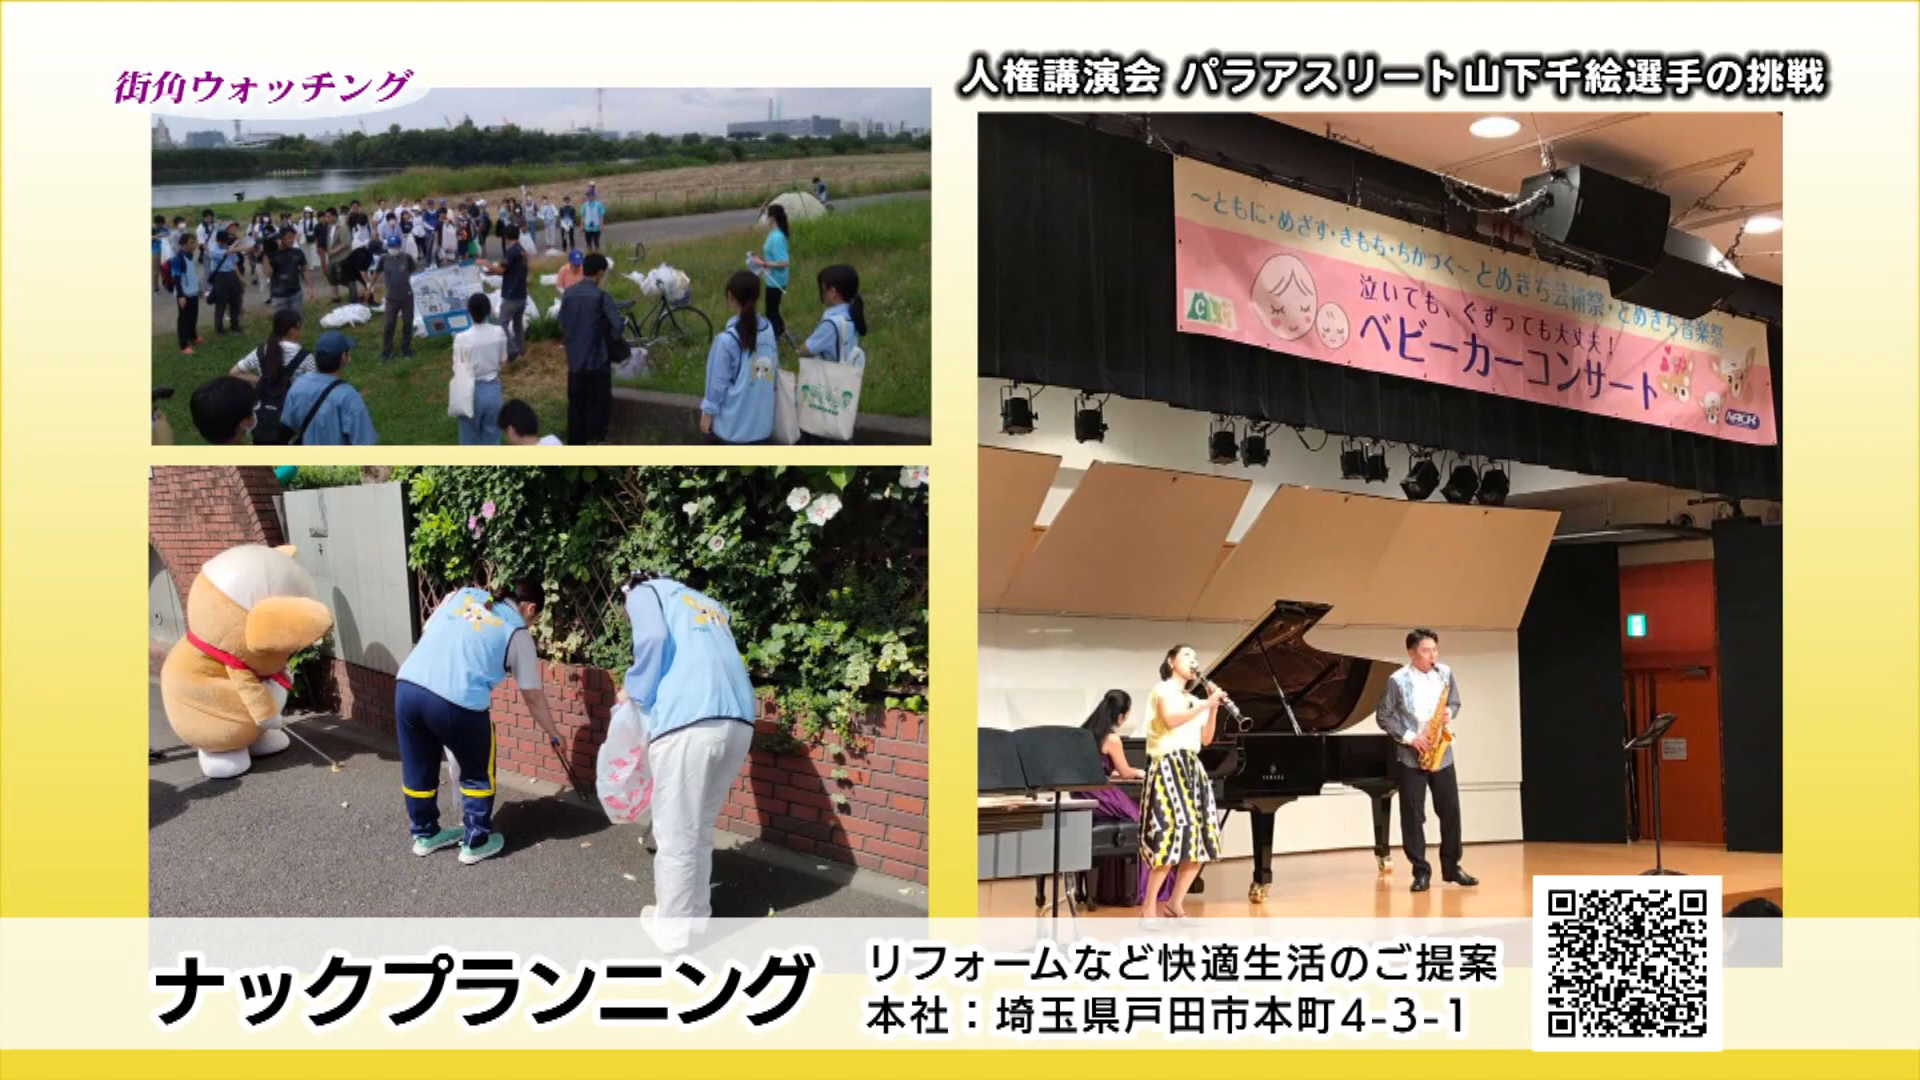 街角ウォッチング
人権講演会 パラアスリート山下千絵選手の挑戦
～ともに・めざす・きもち・ちかづく～ とめきち芸術祭・とめきち音楽祭
泣いても、ぐずっても大丈夫！
ベビーカーコンサート
CLC
NACK
YAMAHA
ナックプランニング
リフォームなど快適生活のご提案
本社：埼玉県戸田市本町4-3-1